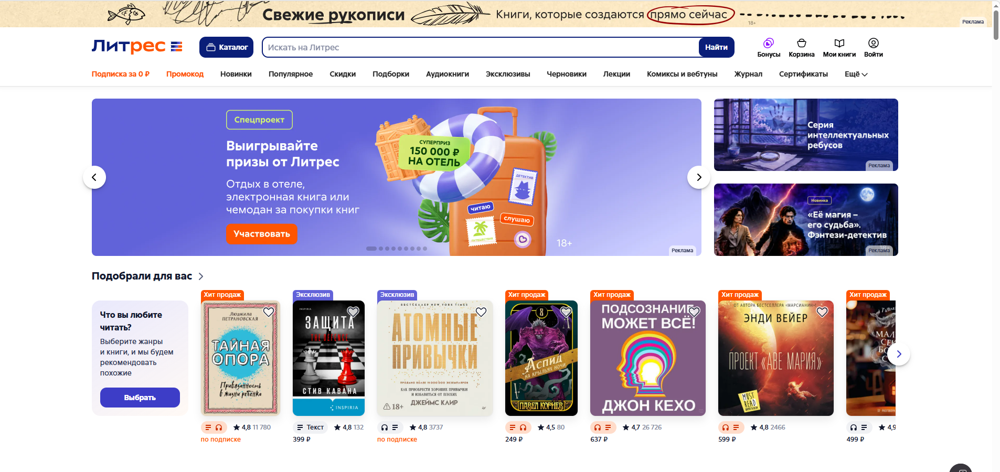 Свежие рукописи
Книги, которые создаются прямо сейчас
18+
Реклама
Литрес
Каталог
Искать на Литрес
Найти
Бонусы
Корзина
Мои книги
Войти
Подписка за 0 ₽
Промокод
Новинки
Популярное
Скидки
Подборки
Аудиокниги
Эксклюзивы
Черновики
Лекции
Комиксы и вебтуны
Журнал
Сертификаты
Ещё
Спецпроект
Выигрывайте
призы от Литрес
Отдых в отеле,
электронная книга или
чемодан за покупки книг
Участвовать
СУПЕРПРИЗ
150 000 ₽
НА ОТЕЛЬ
ДЕТЕКТИВ
читаю
слушаю
ПУТЕШЕСТВИЯ
18+
Реклама
Серия
интеллектуальных
ребусов
Реклама
Новинка
«Её магия –
его судьба».
Фэнтези-детектив
Реклама
Подобрали для вас
Что вы любите
читать?
Выберите жанры
и книги, и мы будем
рекомендовать
похожие
Выбрать
Хит продаж
Людмила
ПЕТРАНОВСКАЯ
ТАЙНАЯ
ОПОРА
Привязанность
в жизни ребёнка
4,8 11 780
по подписке
Эксклюзив
INSPIRIA
ЗАЩИТА
THE DEFENCE
СТИВ КАВАНА
INSPIRIA
Текст
4,8 132
399 ₽
Эксклюзив
БЕСТСЕЛЛЕР NEW YORK TIMES
АТОМНЫЕ
ПРИВЫЧКИ
ПРОДАНО БОЛЕЕ 15 000 000 ЭКЗЕМПЛЯРОВ
КАК ПРИОБРЕСТИ ХОРОШИЕ ПРИВЫЧКИ
И ИЗБАВИТЬСЯ ОТ ПЛОХИХ
ДЖЕЙМС КЛИР
18+
4,8 3737
по подписке
Хит продаж
8
Аспид
на крыльях ночи
ПАВЕЛ КОРНЕВ
4,5 80
249 ₽
Хит продаж
ПОДСОЗНАНИЕ
МОЖЕТ ВСЁ!
ДЖОН КЕХО
4,7 26 726
637 ₽
Хит продаж
ОТ АВТОРА БЕСТСЕЛЛЕРА «МАРСИАНИН»!
ЭНДИ ВЕЙЕР
ПРОЕКТ «АВЕ МАРИЯ»
MUST
READ
4,8 2466
599 ₽
Хит продаж
4,9
499 ₽